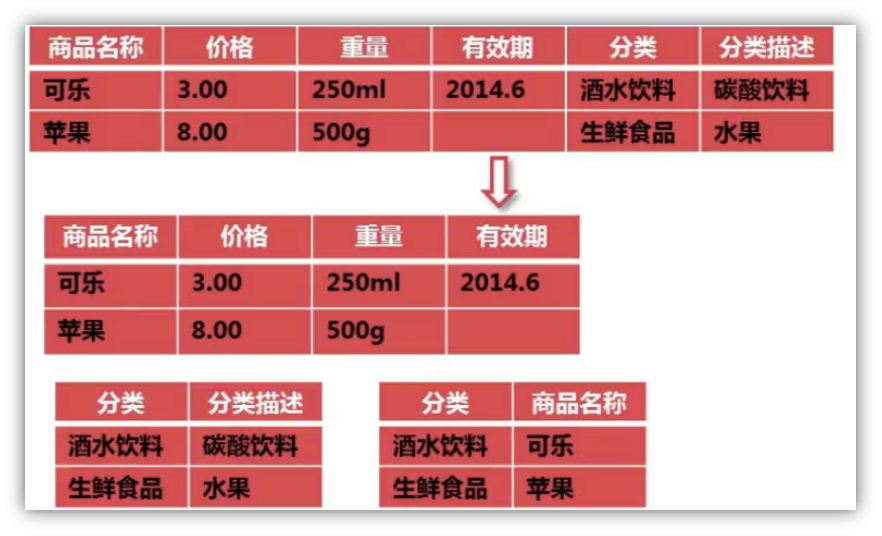 商品名称 价格 重量 有效期 分类 分类描述
可乐 3.00 250ml 2014.6 酒水饮料 碳酸饮料
苹果 8.00 500g 生鲜食品 水果
商品名称 价格 重量 有效期
可乐 3.00 250ml 2014.6
苹果 8.00 500g
分类 分类描述 分类 商品名称
酒水饮料 碳酸饮料 酒水饮料 可乐
生鲜食品 水果 生鲜食品 苹果